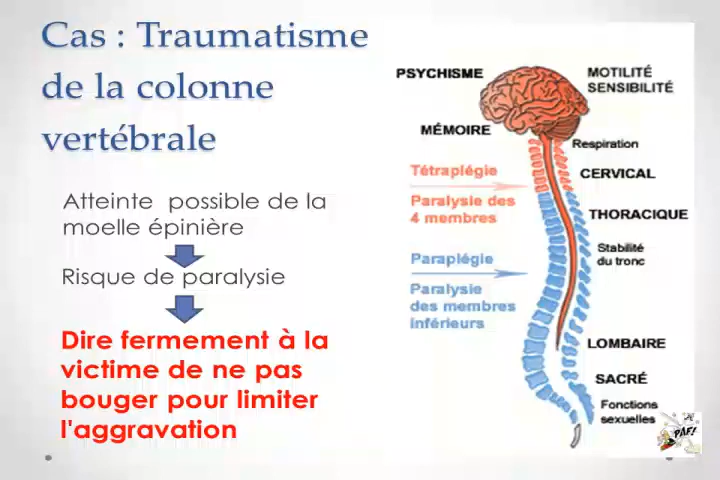 Cas : Traumatisme
de la colonne
vertébrale
Atteinte possible de la
moelle épinière
Risque de paralysie
Dire fermement à la
victime de ne pas
bouger pour limiter
l'aggravation
PSYCHISME
MOTILITÉ
SENSIBILITÉ
MÉMOIRE
Respiration
Tétraplégie
CERVICAL
Paralysie des
4 membres
THORACIQUE
Paraplégie
Stabilité
du tronc
Paralysie
des membres
inférieurs
LOMBAIRE
SACRÉ
Fonctions
sexuelles
PAF!